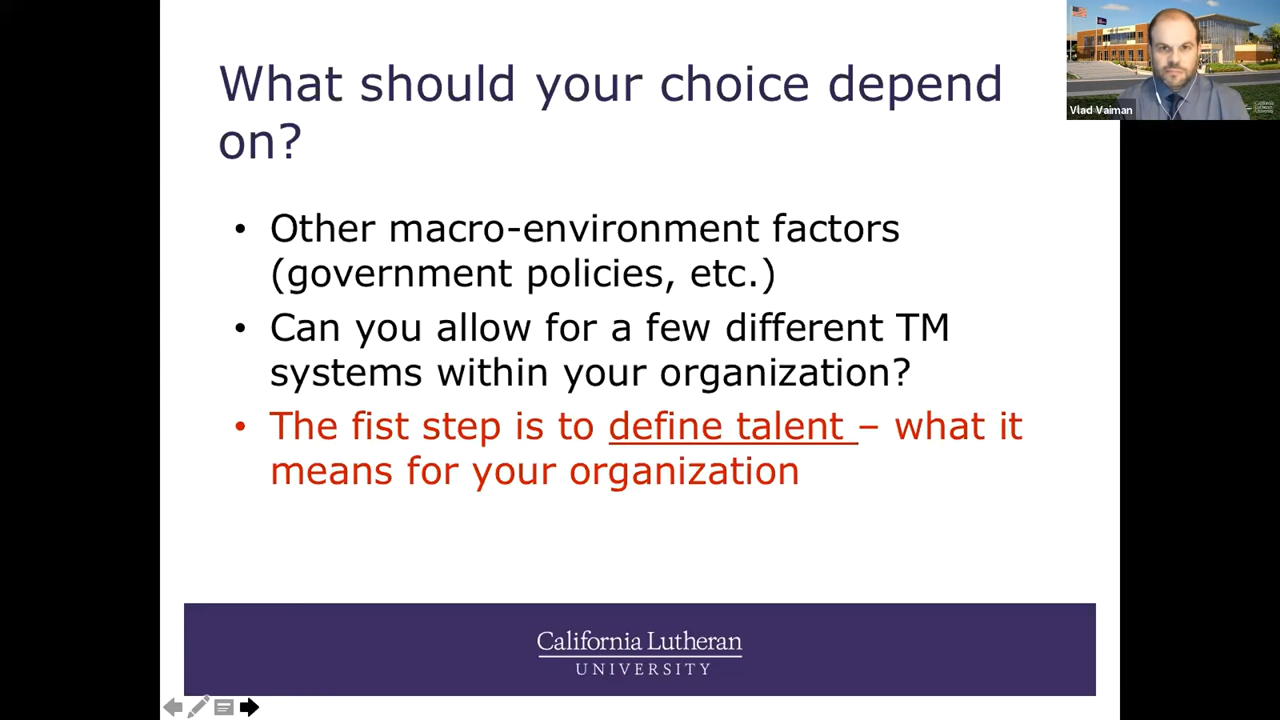 What should your choice depend
on?
• Other macro-environment factors
(government policies, etc.)
• Can you allow for a few different TM
systems within your organization?
• The fist step is to define talent – what it
means for your organization
California Lutheran
UNIVERSITY
Vlad Vaiman